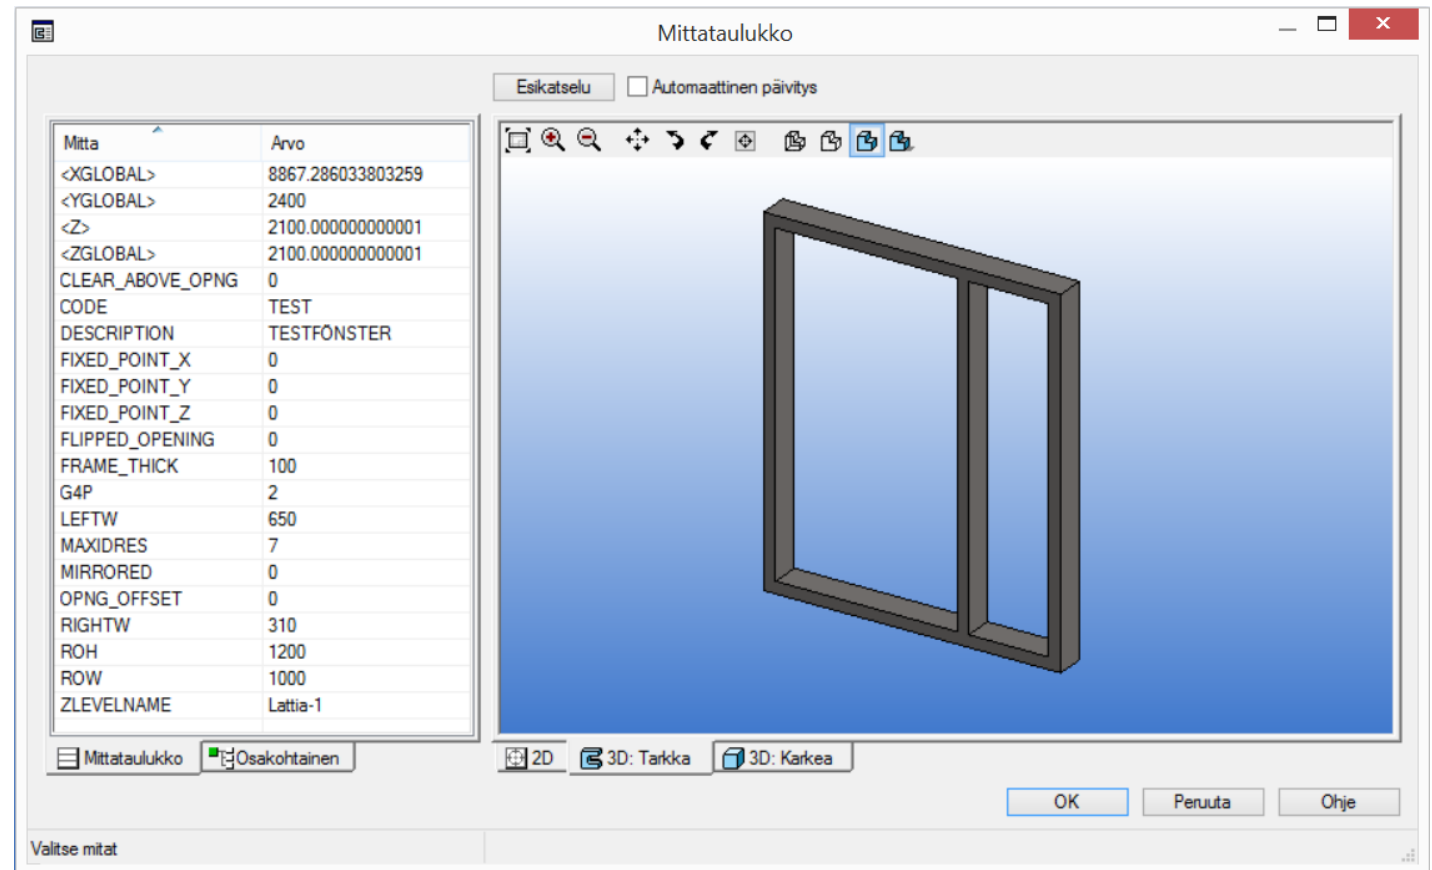 Mittataulukko
Esikatselu Automaattinen päivitys
Mitta Arvo
<XGLOBAL> 8867.286033803259
<YGLOBAL> 2400
<Z> 2100.000000000001
<ZGLOBAL> 2100.000000000001
CLEAR_ABOVE_OPNG 0
CODE TEST
DESCRIPTION TESTFÖNSTER
FIXED_POINT_X 0
FIXED_POINT_Y 0
FIXED_POINT_Z 0
FLIPPED_OPENING 0
FRAME_THICK 100
G4P 2
LEFTW 650
MAXIDRES 7
MIRRORED 0
OPNG_OFFSET 0
RIGHTW 310
ROH 1200
ROW 1000
ZLEVELNAME Lattia-1
Mittataulukko Osakohtainen 2D 3D: Tarkka 3D: Karkea
OK Peruuta Ohje
Valitse mitat